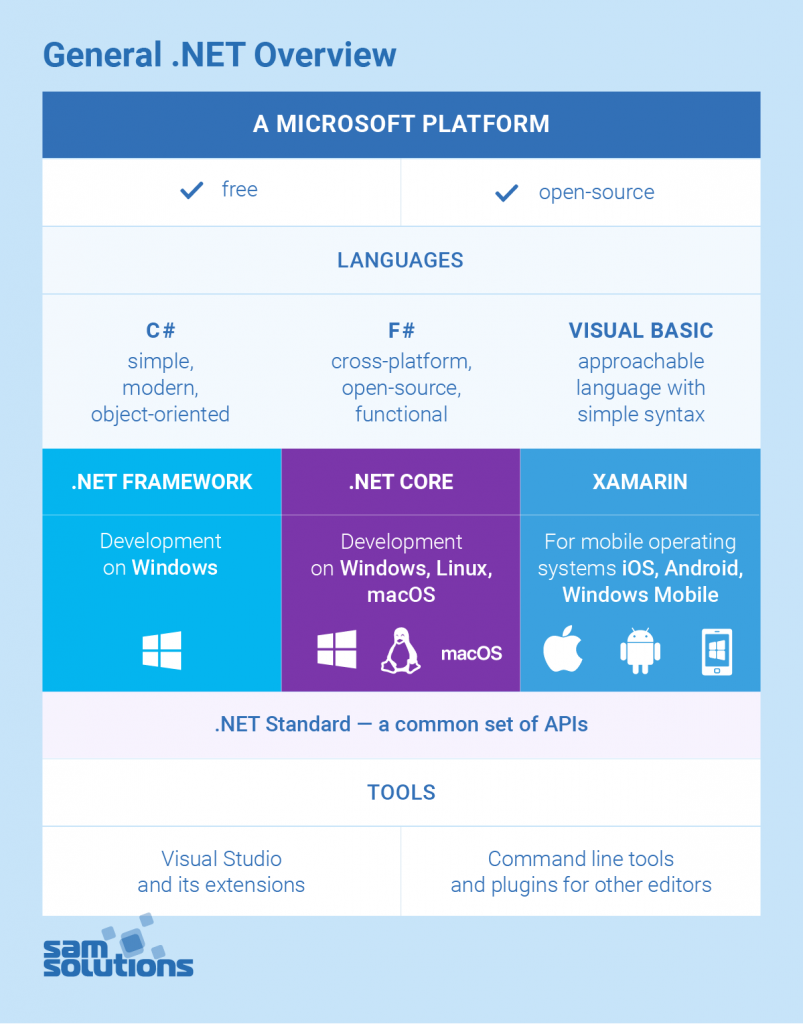 General .NET Overview
A MICROSOFT PLATFORM
free
open-source
LANGUAGES
C#
simple,
modern,
object-oriented
F#
cross-platform,
open-source,
functional
VISUAL BASIC
approachable
language with
simple syntax
.NET FRAMEWORK
Development
on Windows
.NET CORE
Development
on Windows, Linux,
macOS
macOS
XAMARIN
For mobile operating
systems iOS, Android,
Windows Mobile
.NET Standard — a common set of APIs
TOOLS
Visual Studio
and its extensions
Command line tools
and plugins for other editors
sam
solutions